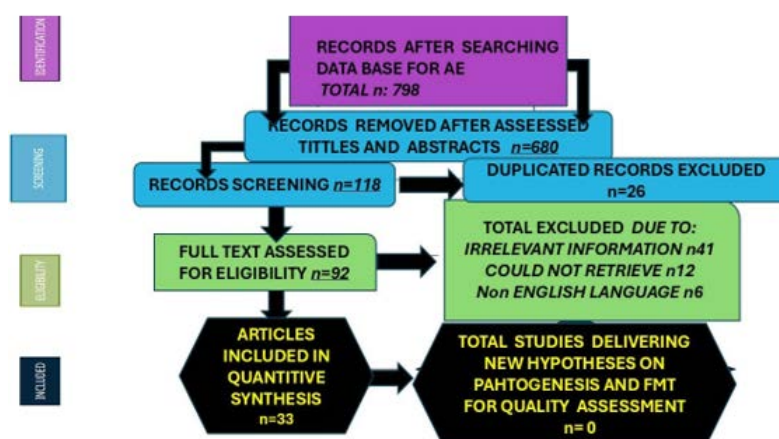 IDENTIFICATION
RECORDS AFTER SEARCHING
DATA BASE FOR AE
TOTAL n: 798
RECORDS REMOVED AFTER ASEESSED
TITTLES AND ABSTRACTS n=680
SCREENING
RECORDS SCREENING n=118
DUPLICATED RECORDS EXCLUDED
n=26
ELIGIBILITY
FULL TEXT ASSESSED
FOR ELIGIBILITY n=92
TOTAL EXCLUDED DUE TO:
IRRELEVANT INFORMATION n41
COULD NOT RETRIEVE n12
Non ENGLISH LANGUAGE n6
INCLUDED
ARTICLES
INCLUDED IN
QUANTITIVE
SYNTHESIS
n=33
TOTAL STUDIES DELIVERING
NEW HYPOTHESES ON
PAHTOGENESIS AND FMT
FOR QUALITY ASSESSMENT
n= 0